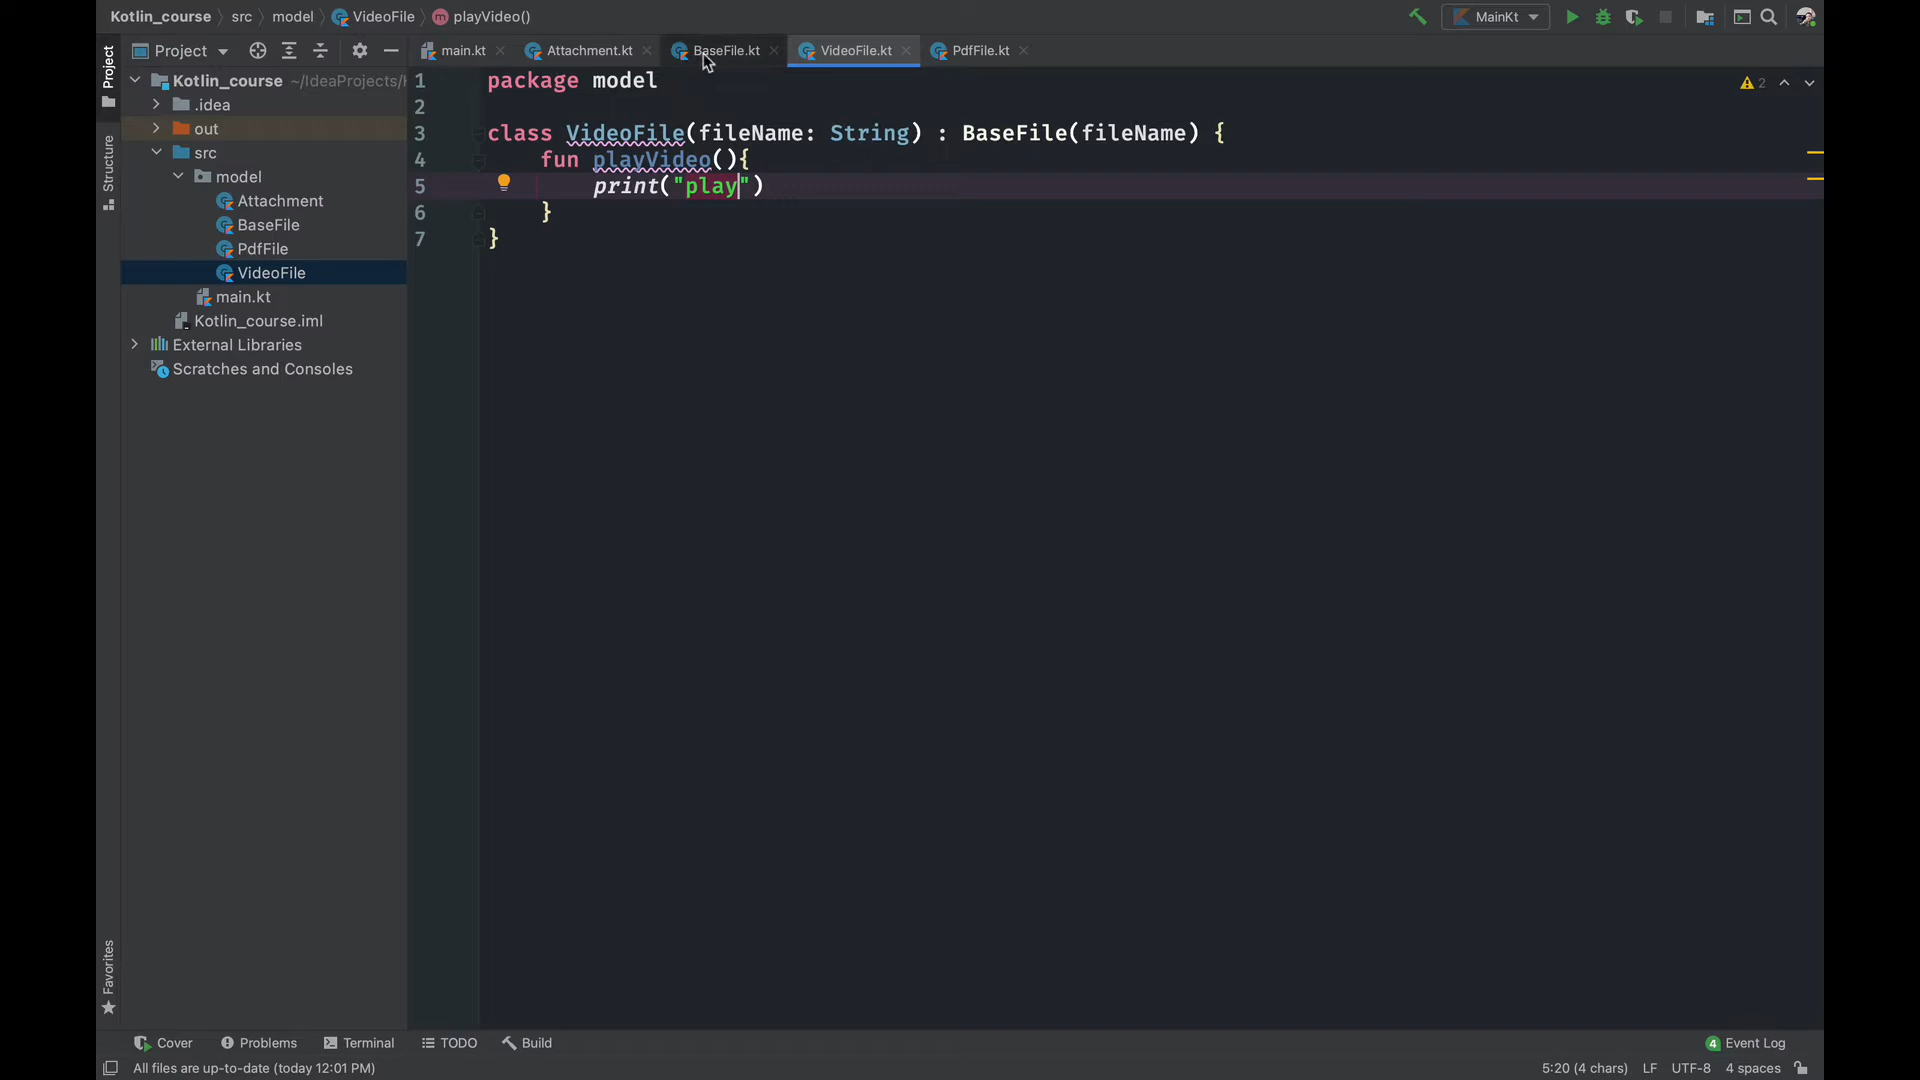 Kotlin_course src model VideoFile playVideo() MainKt
Project main.kt Attachment.kt BaseFile.kt VideoFile.kt PdfFile.kt
Project
Structure
Favorites
Kotlin_course ~/IdeaProjects/
.idea
out
src
model
Attachment
BaseFile
PdfFile
VideoFile
main.kt
Kotlin_course.iml
External Libraries
Scratches and Consoles
1 package model
2
3 class VideoFile(fileName: String) : BaseFile(fileName) {
4 fun playVideo(){
5 print("play")
6 }
7 }
2
Cover Problems Terminal TODO Build 4 Event Log
All files are up-to-date (today 12:01 PM) 5:20 (4 chars) LF UTF-8 4 spaces